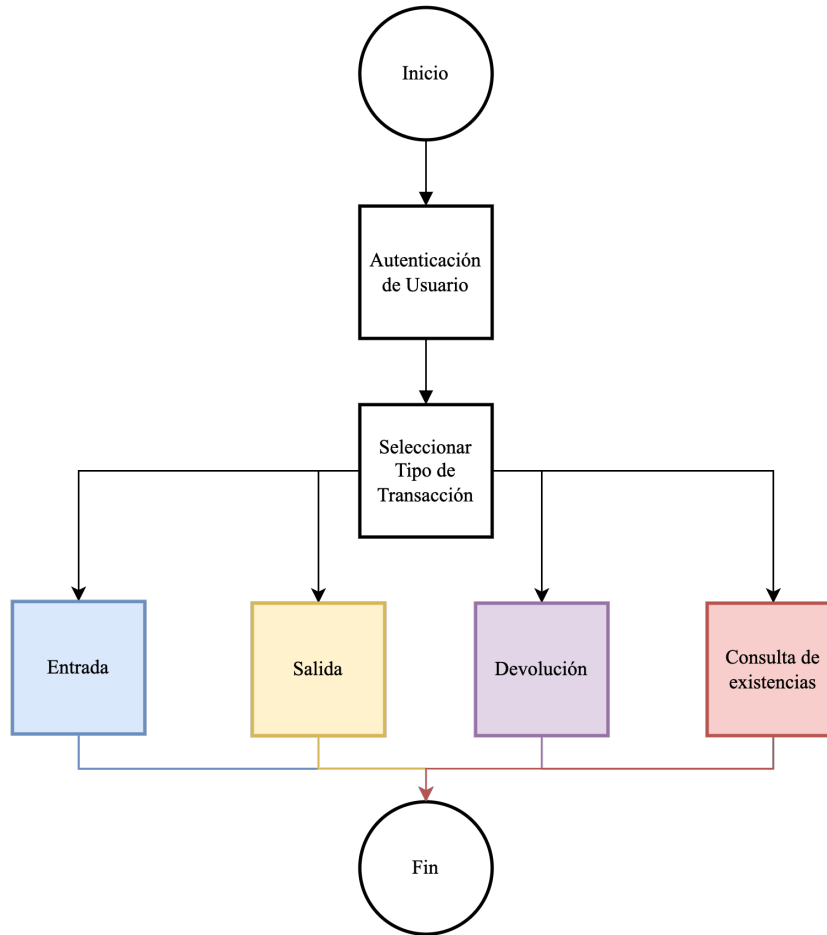 Inicio
Autenticación
de Usuario
Seleccionar
Tipo de
Transacción
Entrada
Salida
Devolución
Consulta de
existencias
Fin